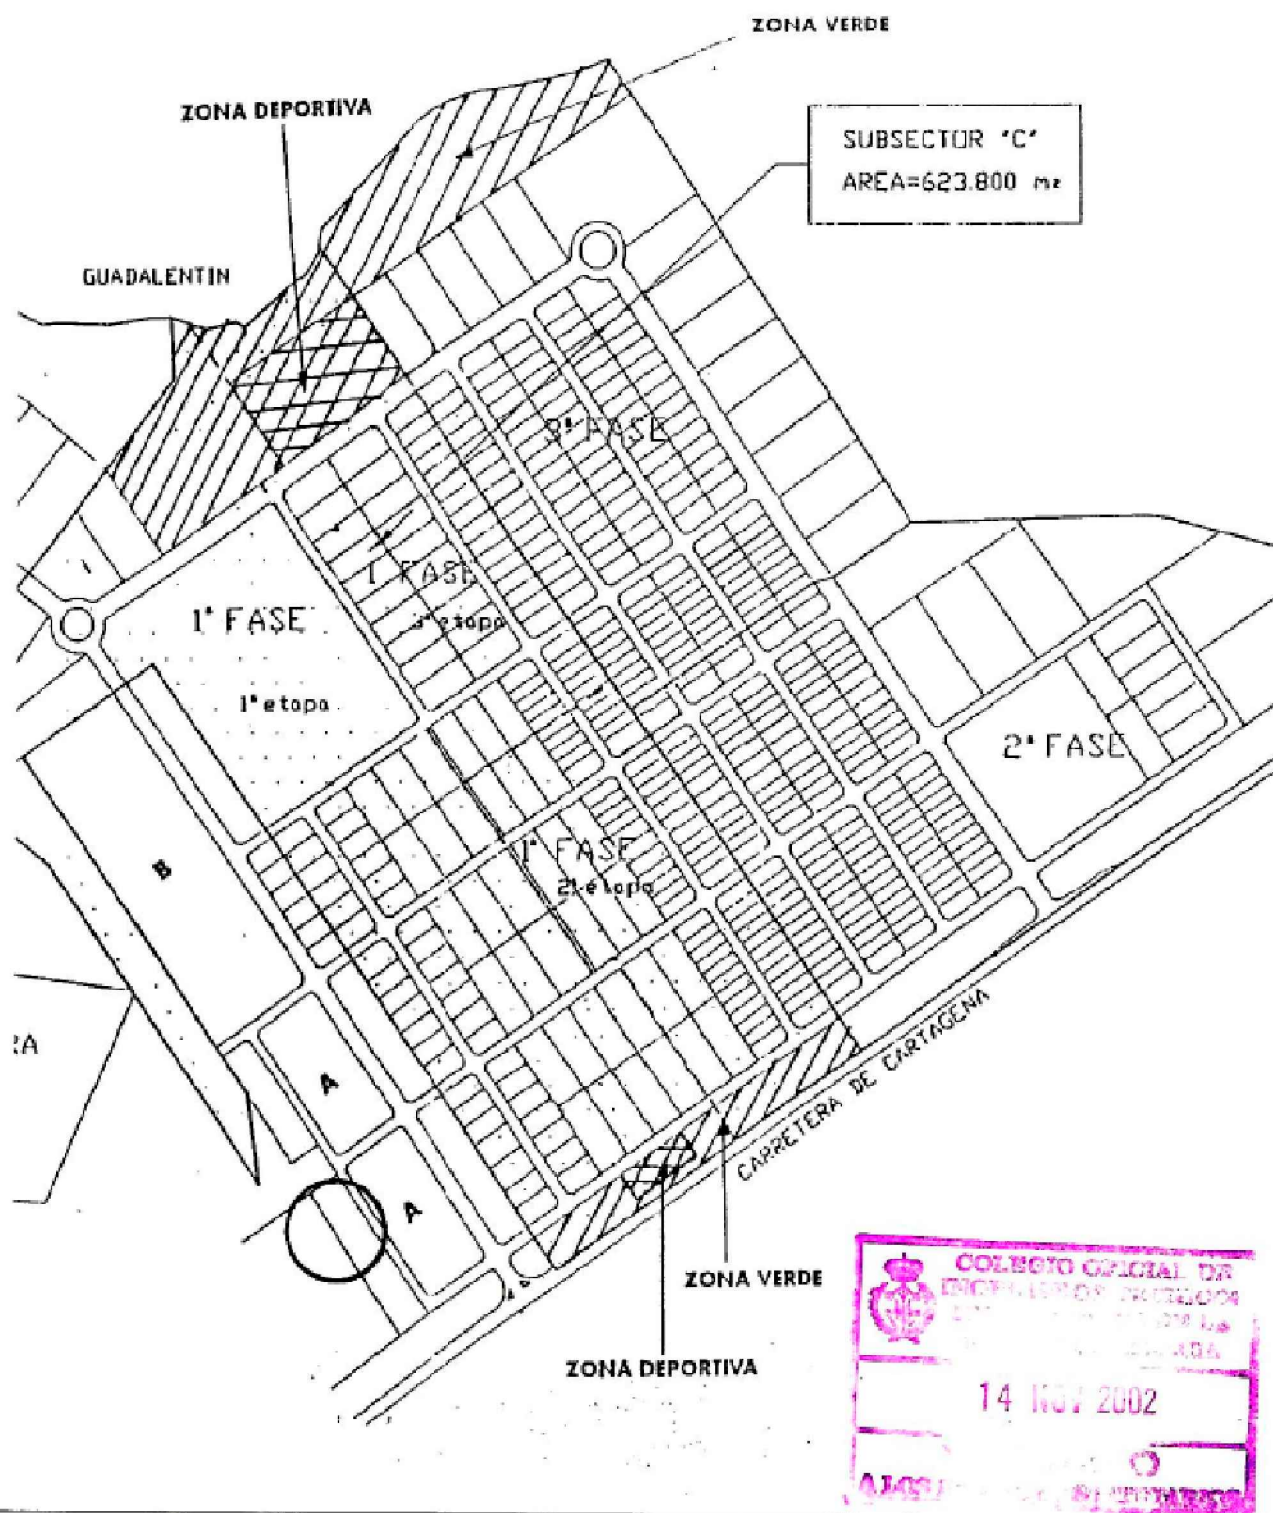 ZONA VERDE
ZONA DEPORTIVA
SUBSECTOR "C"
AREA=623.800 m2
GUADALENTIN
3ª FASE
1ª FASE
3ª etapa
1ª FASE
1ª etapa
2ª FASE
B
1ª FASE
2ª etapa
RA
A
A
CARRETERA DE CARTAGENA
ZONA VERDE
ZONA DEPORTIVA
COLEGIO OFICIAL DE
14 NOV 2002